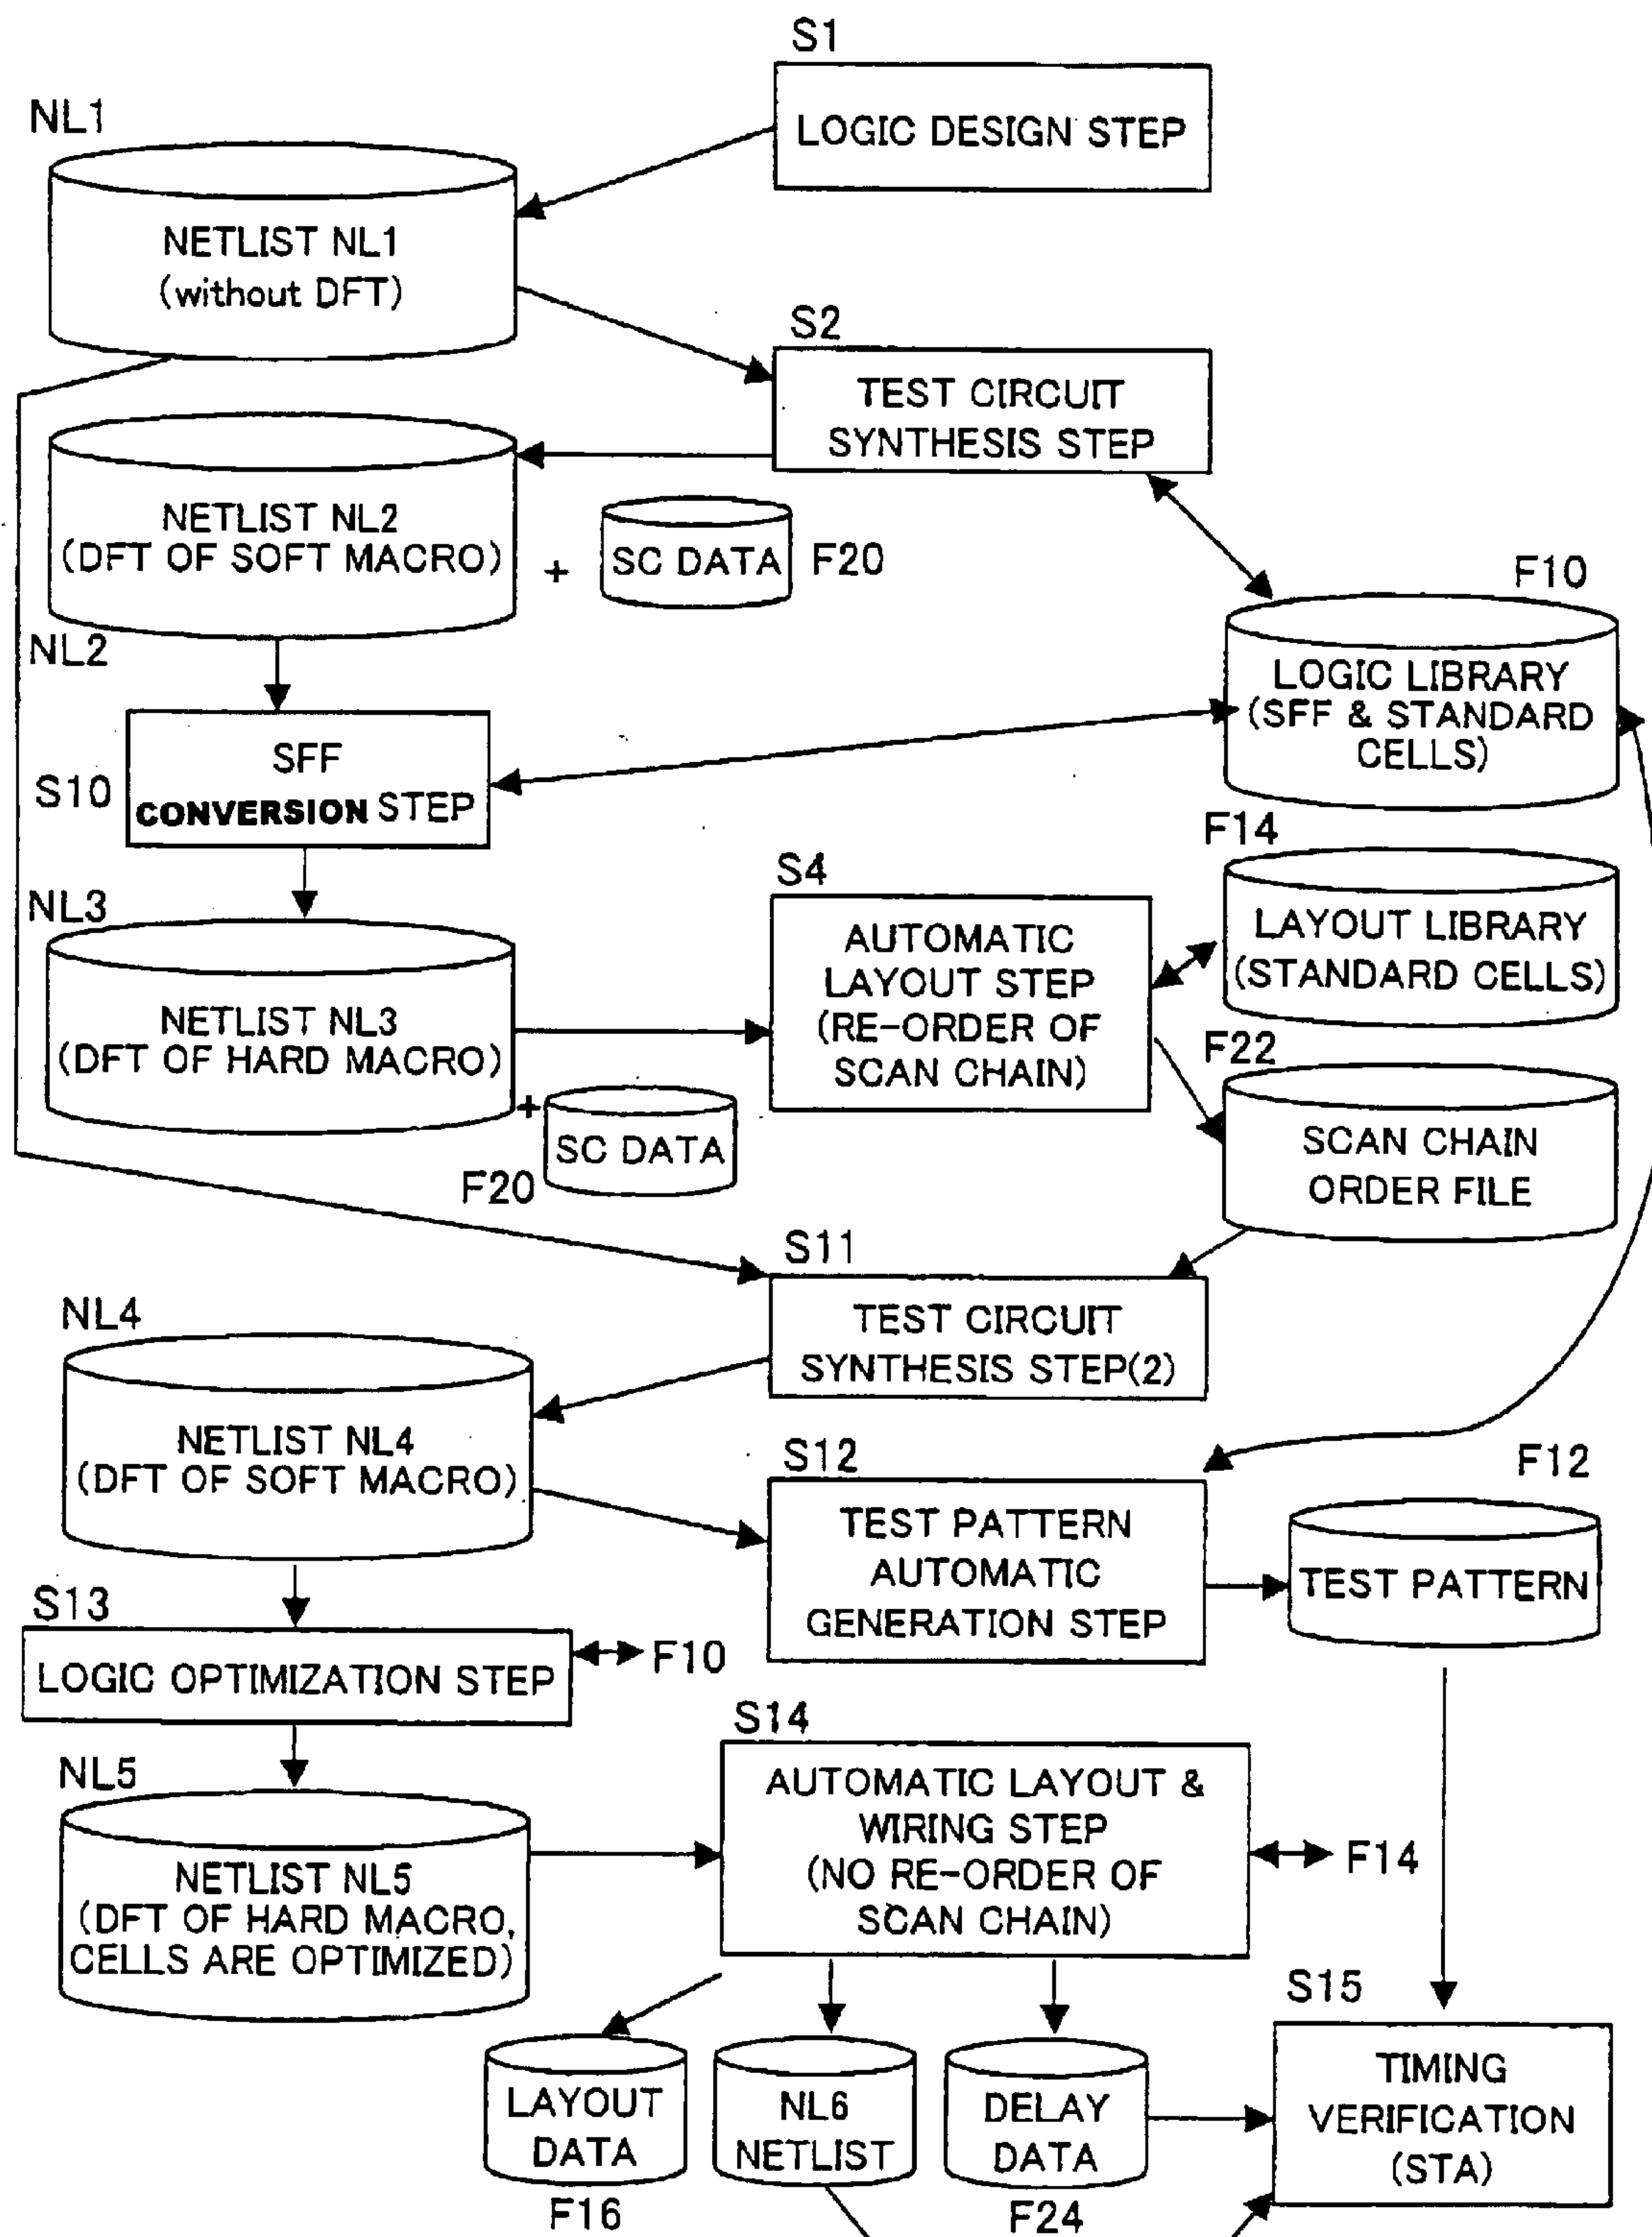 S1
LOGIC DESIGN STEP
NL1
NETLIST NL1
(without DFT)
S2
TEST CIRCUIT
SYNTHESIS STEP
NETLIST NL2
(DFT OF SOFT MACRO)
+
SC DATA
F20
NL2
F10
LOGIC LIBRARY
(SFF & STANDARD
CELLS)
S10
SFF
CONVERSION STEP
F14
LAYOUT LIBRARY
(STANDARD CELLS)
S4
AUTOMATIC
LAYOUT STEP
(RE-ORDER OF
SCAN CHAIN)
NL3
NETLIST NL3
(DFT OF HARD MACRO)
+
SC DATA
F20
F22
SCAN CHAIN
ORDER FILE
S11
TEST CIRCUIT
SYNTHESIS STEP(2)
NL4
NETLIST NL4
(DFT OF SOFT MACRO)
S12
TEST PATTERN
AUTOMATIC
GENERATION STEP
F12
TEST PATTERN
S13
LOGIC OPTIMIZATION STEP
F10
S14
AUTOMATIC LAYOUT &
WIRING STEP
(NO RE-ORDER OF
SCAN CHAIN)
F14
NL5
NETLIST NL5
(DFT OF HARD MACRO,
CELLS ARE OPTIMIZED)
S15
TIMING
VERIFICATION
(STA)
LAYOUT
DATA
F16
NL6
NETLIST
DELAY
DATA
F24